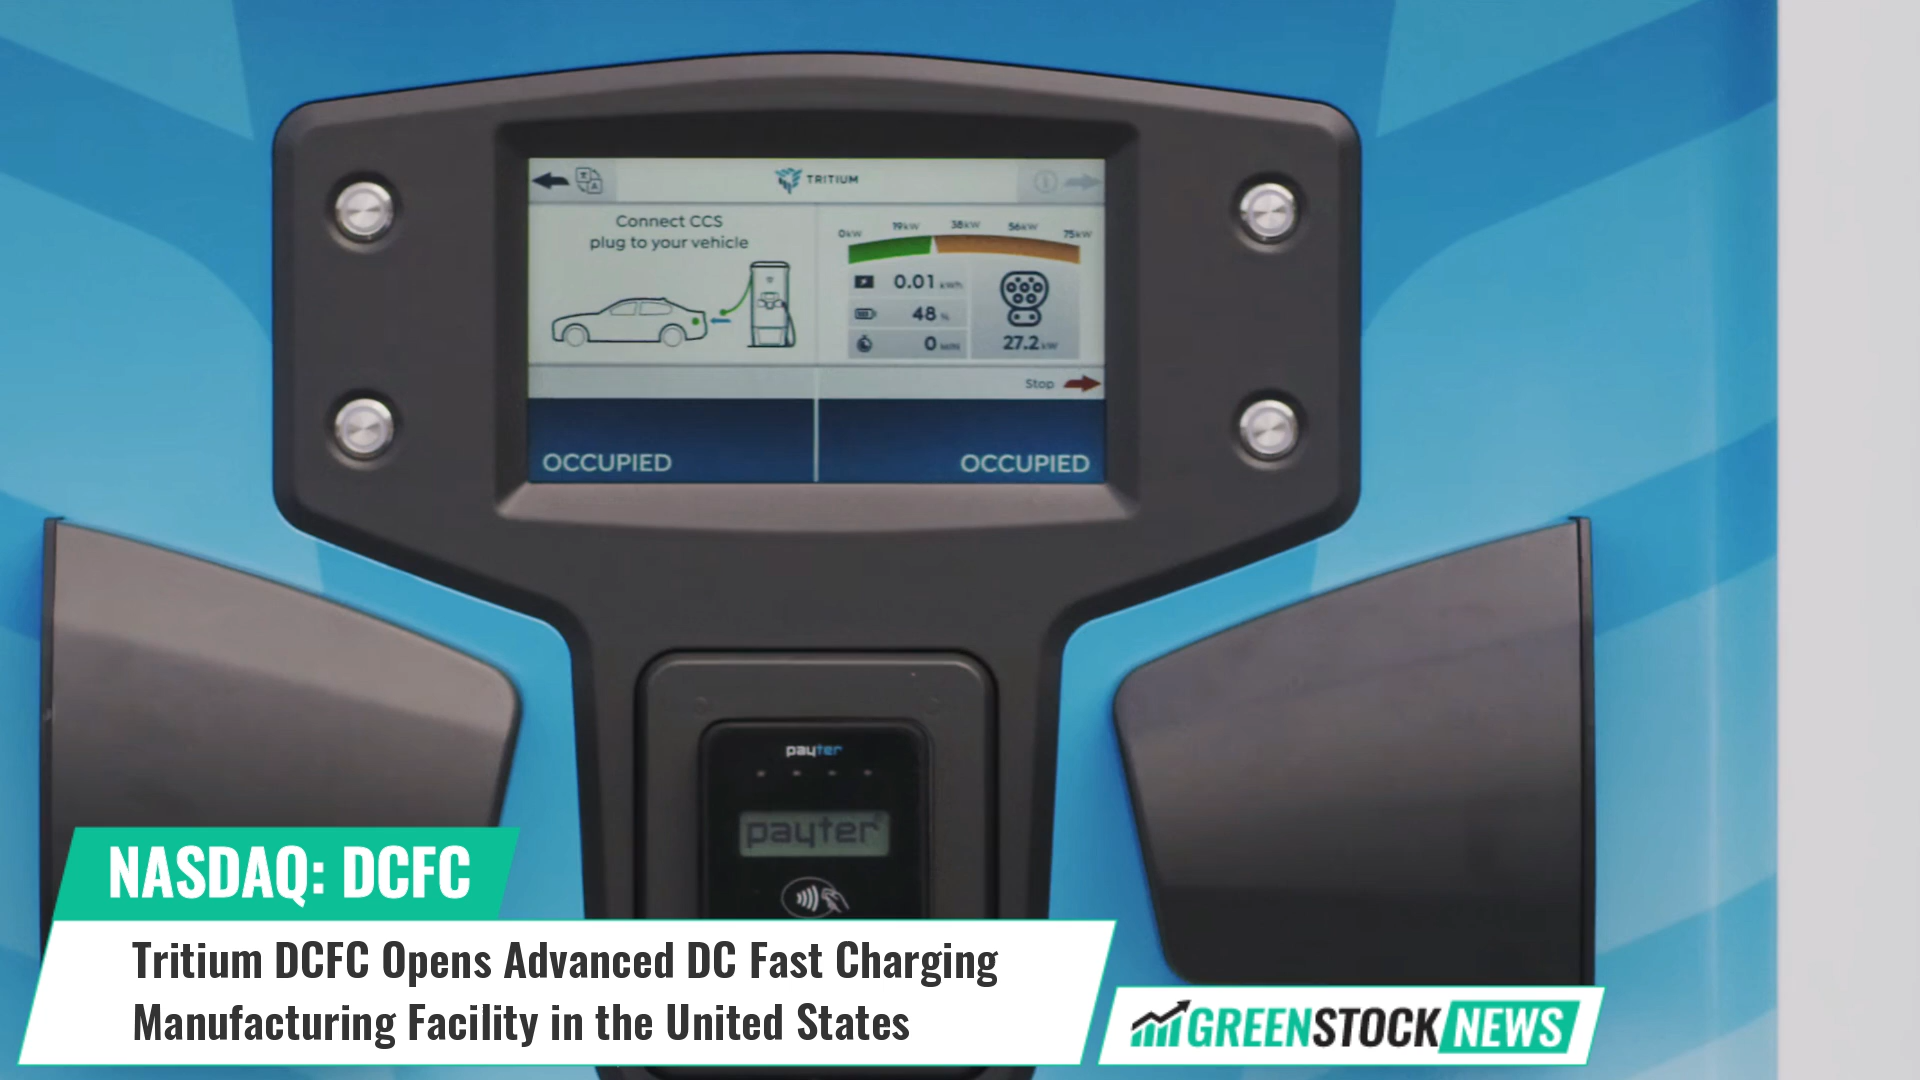 TRITIUM
Connect CCS
plug to your vehicle
0kW 19kW 38kW 56kW 75kW
0.01 kWh
48 %
0
27.2 kW
Stop
OCCUPIED OCCUPIED
payter
payter
NASDAQ: DCFC
Tritium DCFC Opens Advanced DC Fast Charging
Manufacturing Facility in the United States
GREENSTOCK NEWS